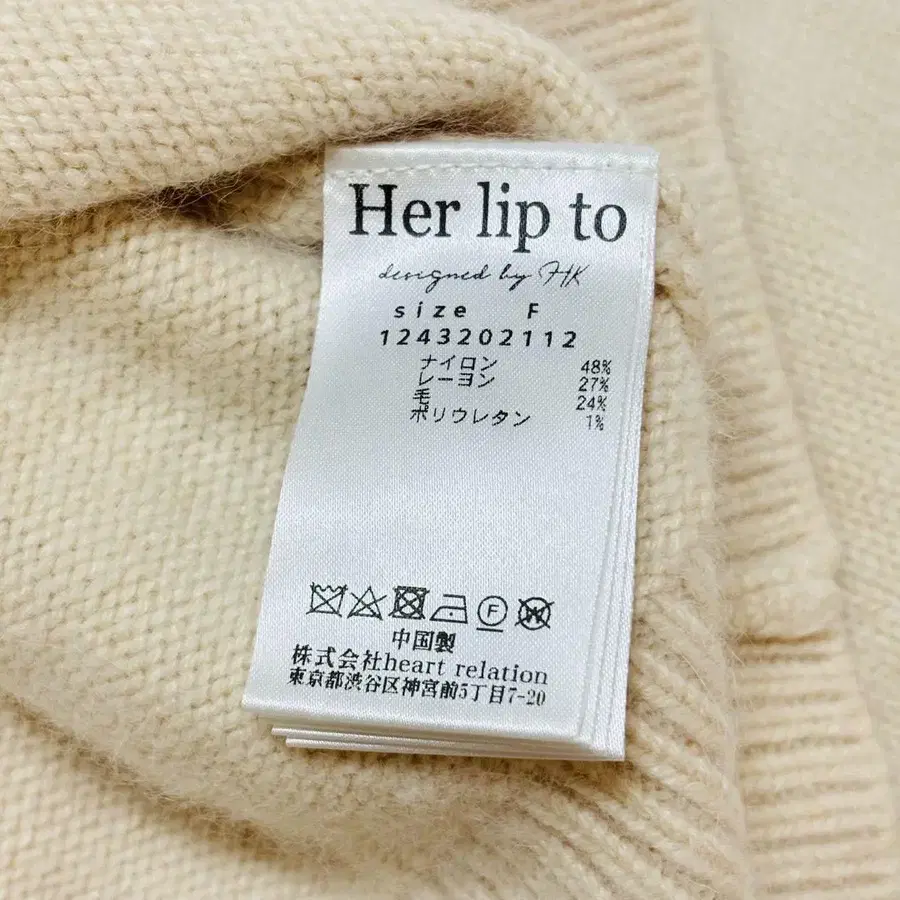 Her lip to
designed by HK
size F
1243202112
ナイロン 48%
レーヨン 27%
毛 24%
ポリウレタン 1%
F W
中国製
株式会社heart relation
東京都渋谷区神宮前5丁目7-20